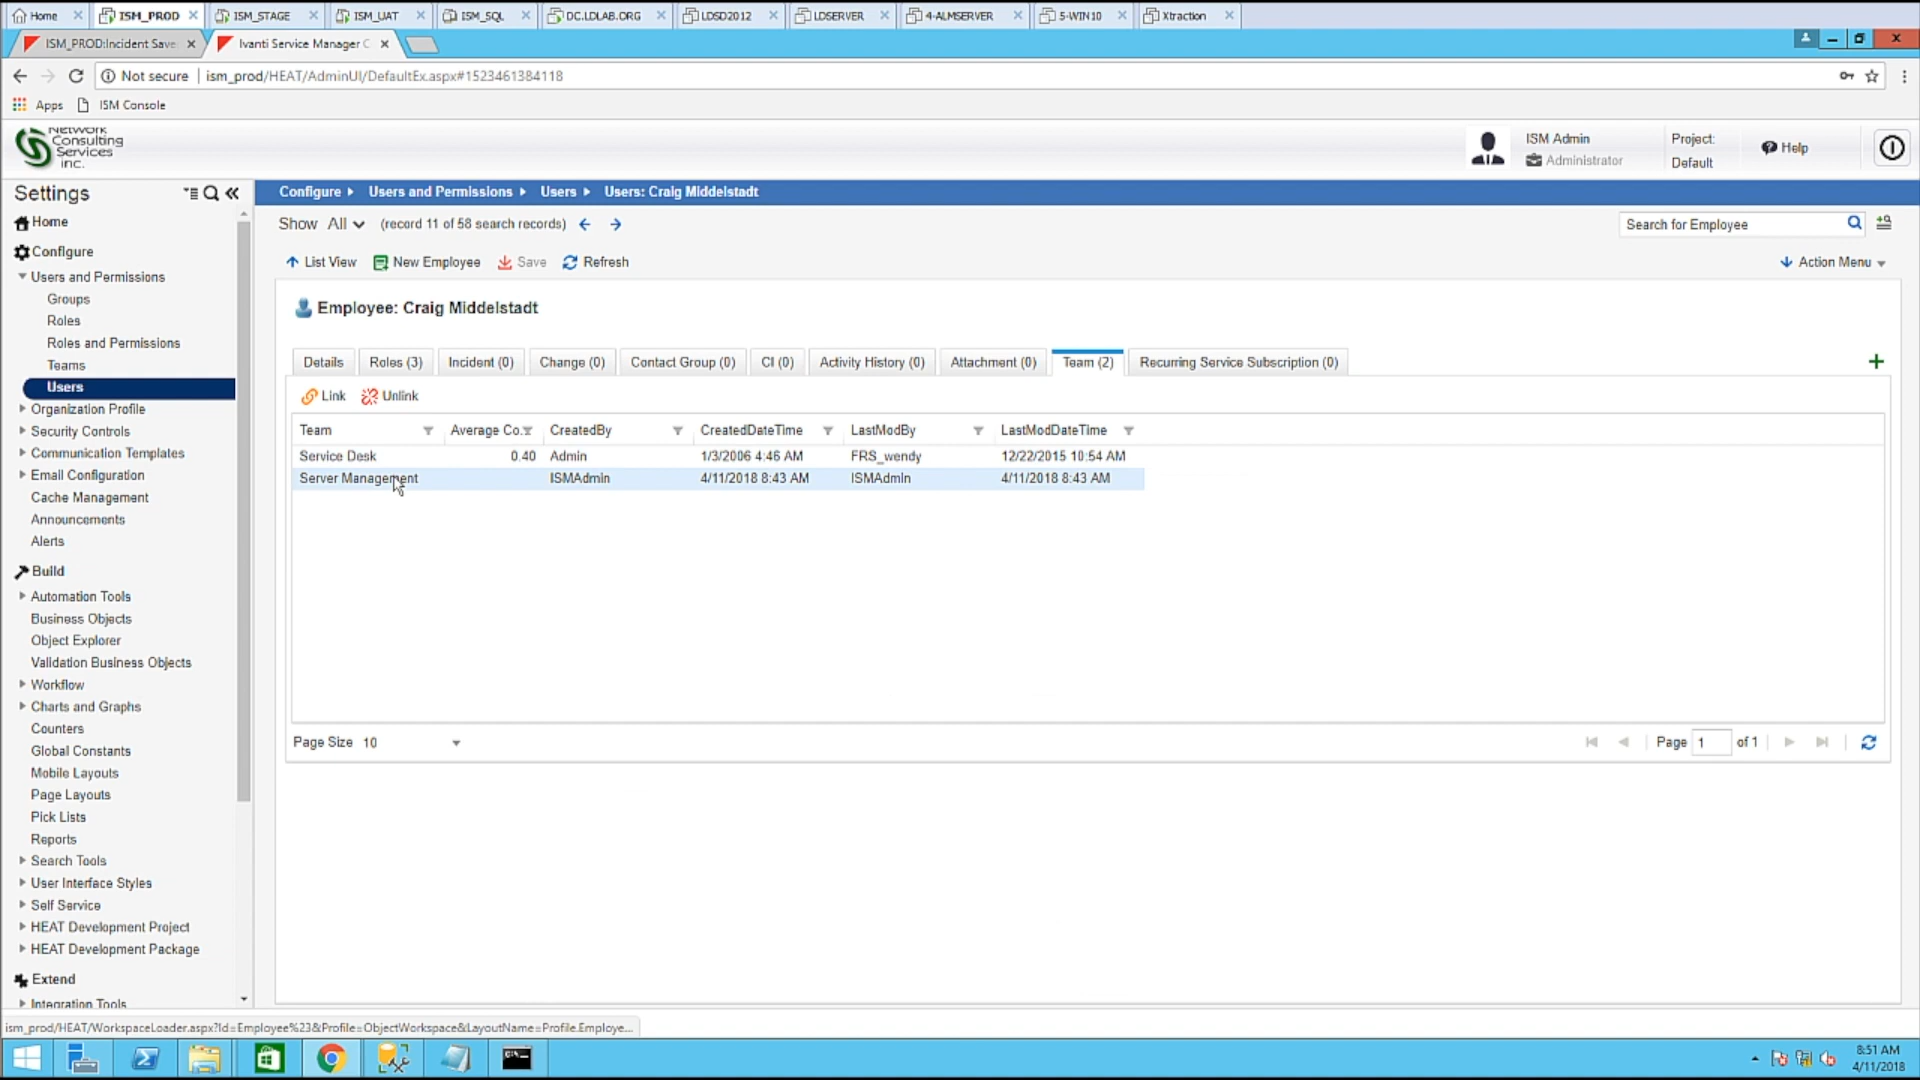 Home ISM_PROD ISM_STAGE ISM_UAT ISM_SQL DC.LDLAB.ORG LDSD2012 LDSERVER 4-ALMSERVER 5-WIN10 Xtraction
ISM_PROD:Incident Save Ivanti Service Manager C
Not secure ism_prod/HEAT/AdminUI/DefaultEx.aspx#1523461384118
Apps ISM Console
Network
Consulting
Services
inc.
ISM Admin
Administrator
Project:
Default
Help
Settings
Configure Users and Permissions Users Users: Craig Middelstadt
Show All (record 11 of 58 search records)
Search for Employee
List View New Employee Save Refresh
Action Menu
Employee: Craig Middelstadt
Details Roles (3) Incident (0) Change (0) Contact Group (0) CI (0) Activity History (0) Attachment (0) Team (2) Recurring Service Subscription (0)
Link Unlink
Team Average Co. CreatedBy CreatedDateTime LastModBy LastModDateTime
Service Desk 0.40 Admin 1/3/2006 4:46 AM FRS_wendy 12/22/2015 10:54 AM
Server Management ISMAdmin 4/11/2018 8:43 AM ISMAdmin 4/11/2018 8:43 AM
Page Size 10
Page 1 of 1
Home
Configure
Users and Permissions
Groups
Roles
Roles and Permissions
Teams
Users
Organization Profile
Security Controls
Communication Templates
Email Configuration
Cache Management
Announcements
Alerts
Build
Automation Tools
Business Objects
Object Explorer
Validation Business Objects
Workflow
Charts and Graphs
Counters
Global Constants
Mobile Layouts
Page Layouts
Pick Lists
Reports
Search Tools
User Interface Styles
Self Service
HEAT Development Project
HEAT Development Package
Extend
Integration Tools
ism_prod/HEAT/WorkspaceLoader.aspx?Id=Employee%23&Profile=ObjectWorkspace&LayoutName=Profile.Employe...
8:51 AM
4/11/2018